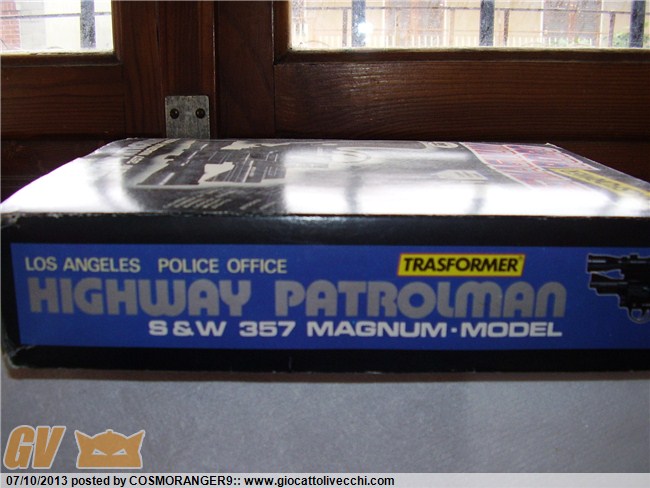 LOS ANGELES POLICE OFFICE
TRASFORMER
HIGHWAY PATROLMAN
S & W 357 MAGNUM·MODEL
GV
07/10/2013 posted by COSMORANGER9:: www.giocattolivecchi.com